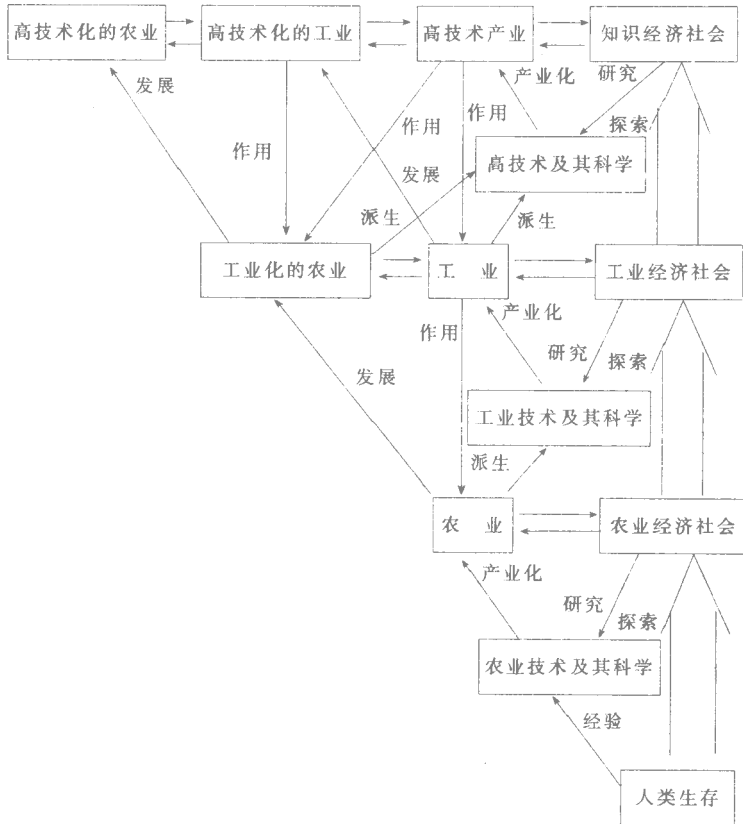 高技术化的农业 高技术化的工业 高技术产业 知识经济社会
发展 产业化 研究
作用 作用 作用 探索
发展 高技术及其科学
派生 派生
工业化的农业 工 业 工业经济社会
作用 产业化
发展 研究 探索
工业技术及其科学
派生
农 业 农业经济社会
产业化
研究 探索
农业技术及其科学
经验
人类生存